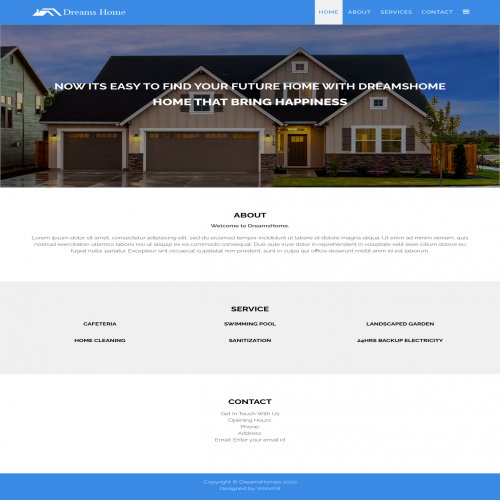 Dreams Home
HOME ABOUT SERVICES CONTACT
NOW ITS EASY TO FIND YOUR FUTURE HOME WITH DREAMSHOME
HOME THAT BRING HAPPINESS
ABOUT
Welcome to DreamsHome.
Lorem ipsum dolor sit amet, consectetur adipisicing elit, sed do eiusmod tempor incididunt ut labore et dolore magna aliqua. Ut enim ad minim veniam, quis
nostrud exercitation ullamco laboris nisi ut aliquip ex ea commodo consequat. Duis aute irure dolor in reprehenderit in voluptate velit esse cillum dolore eu
fugiat nulla pariatur. Excepteur sint occaecat cupidatat non proident, sunt in culpa qui officia deserunt mollit anim id est laborum.
SERVICE
CAFETERIA SWIMMING POOL LANDSCAPED GARDEN
HOME CLEANING SANITIZATION 24HRS BACKUP ELECTRICITY
CONTACT
Get In Touch With Us
Opening Hours:
Phone:
Address:
Email: Enter your email id
Copyright © DreamsHomes 2020
Designed by